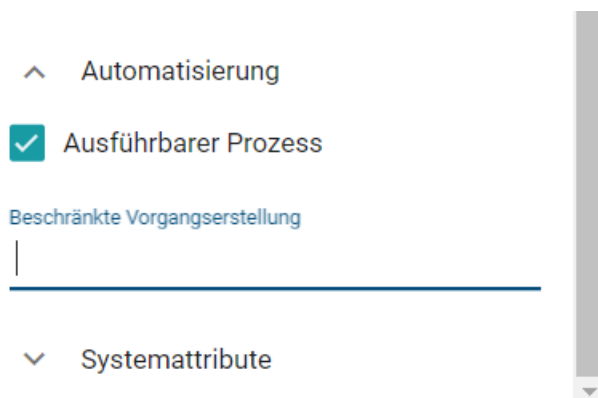 Automatisierung
Ausführbarer Prozess
Beschränkte Vorgangserstellung
Systemattribute